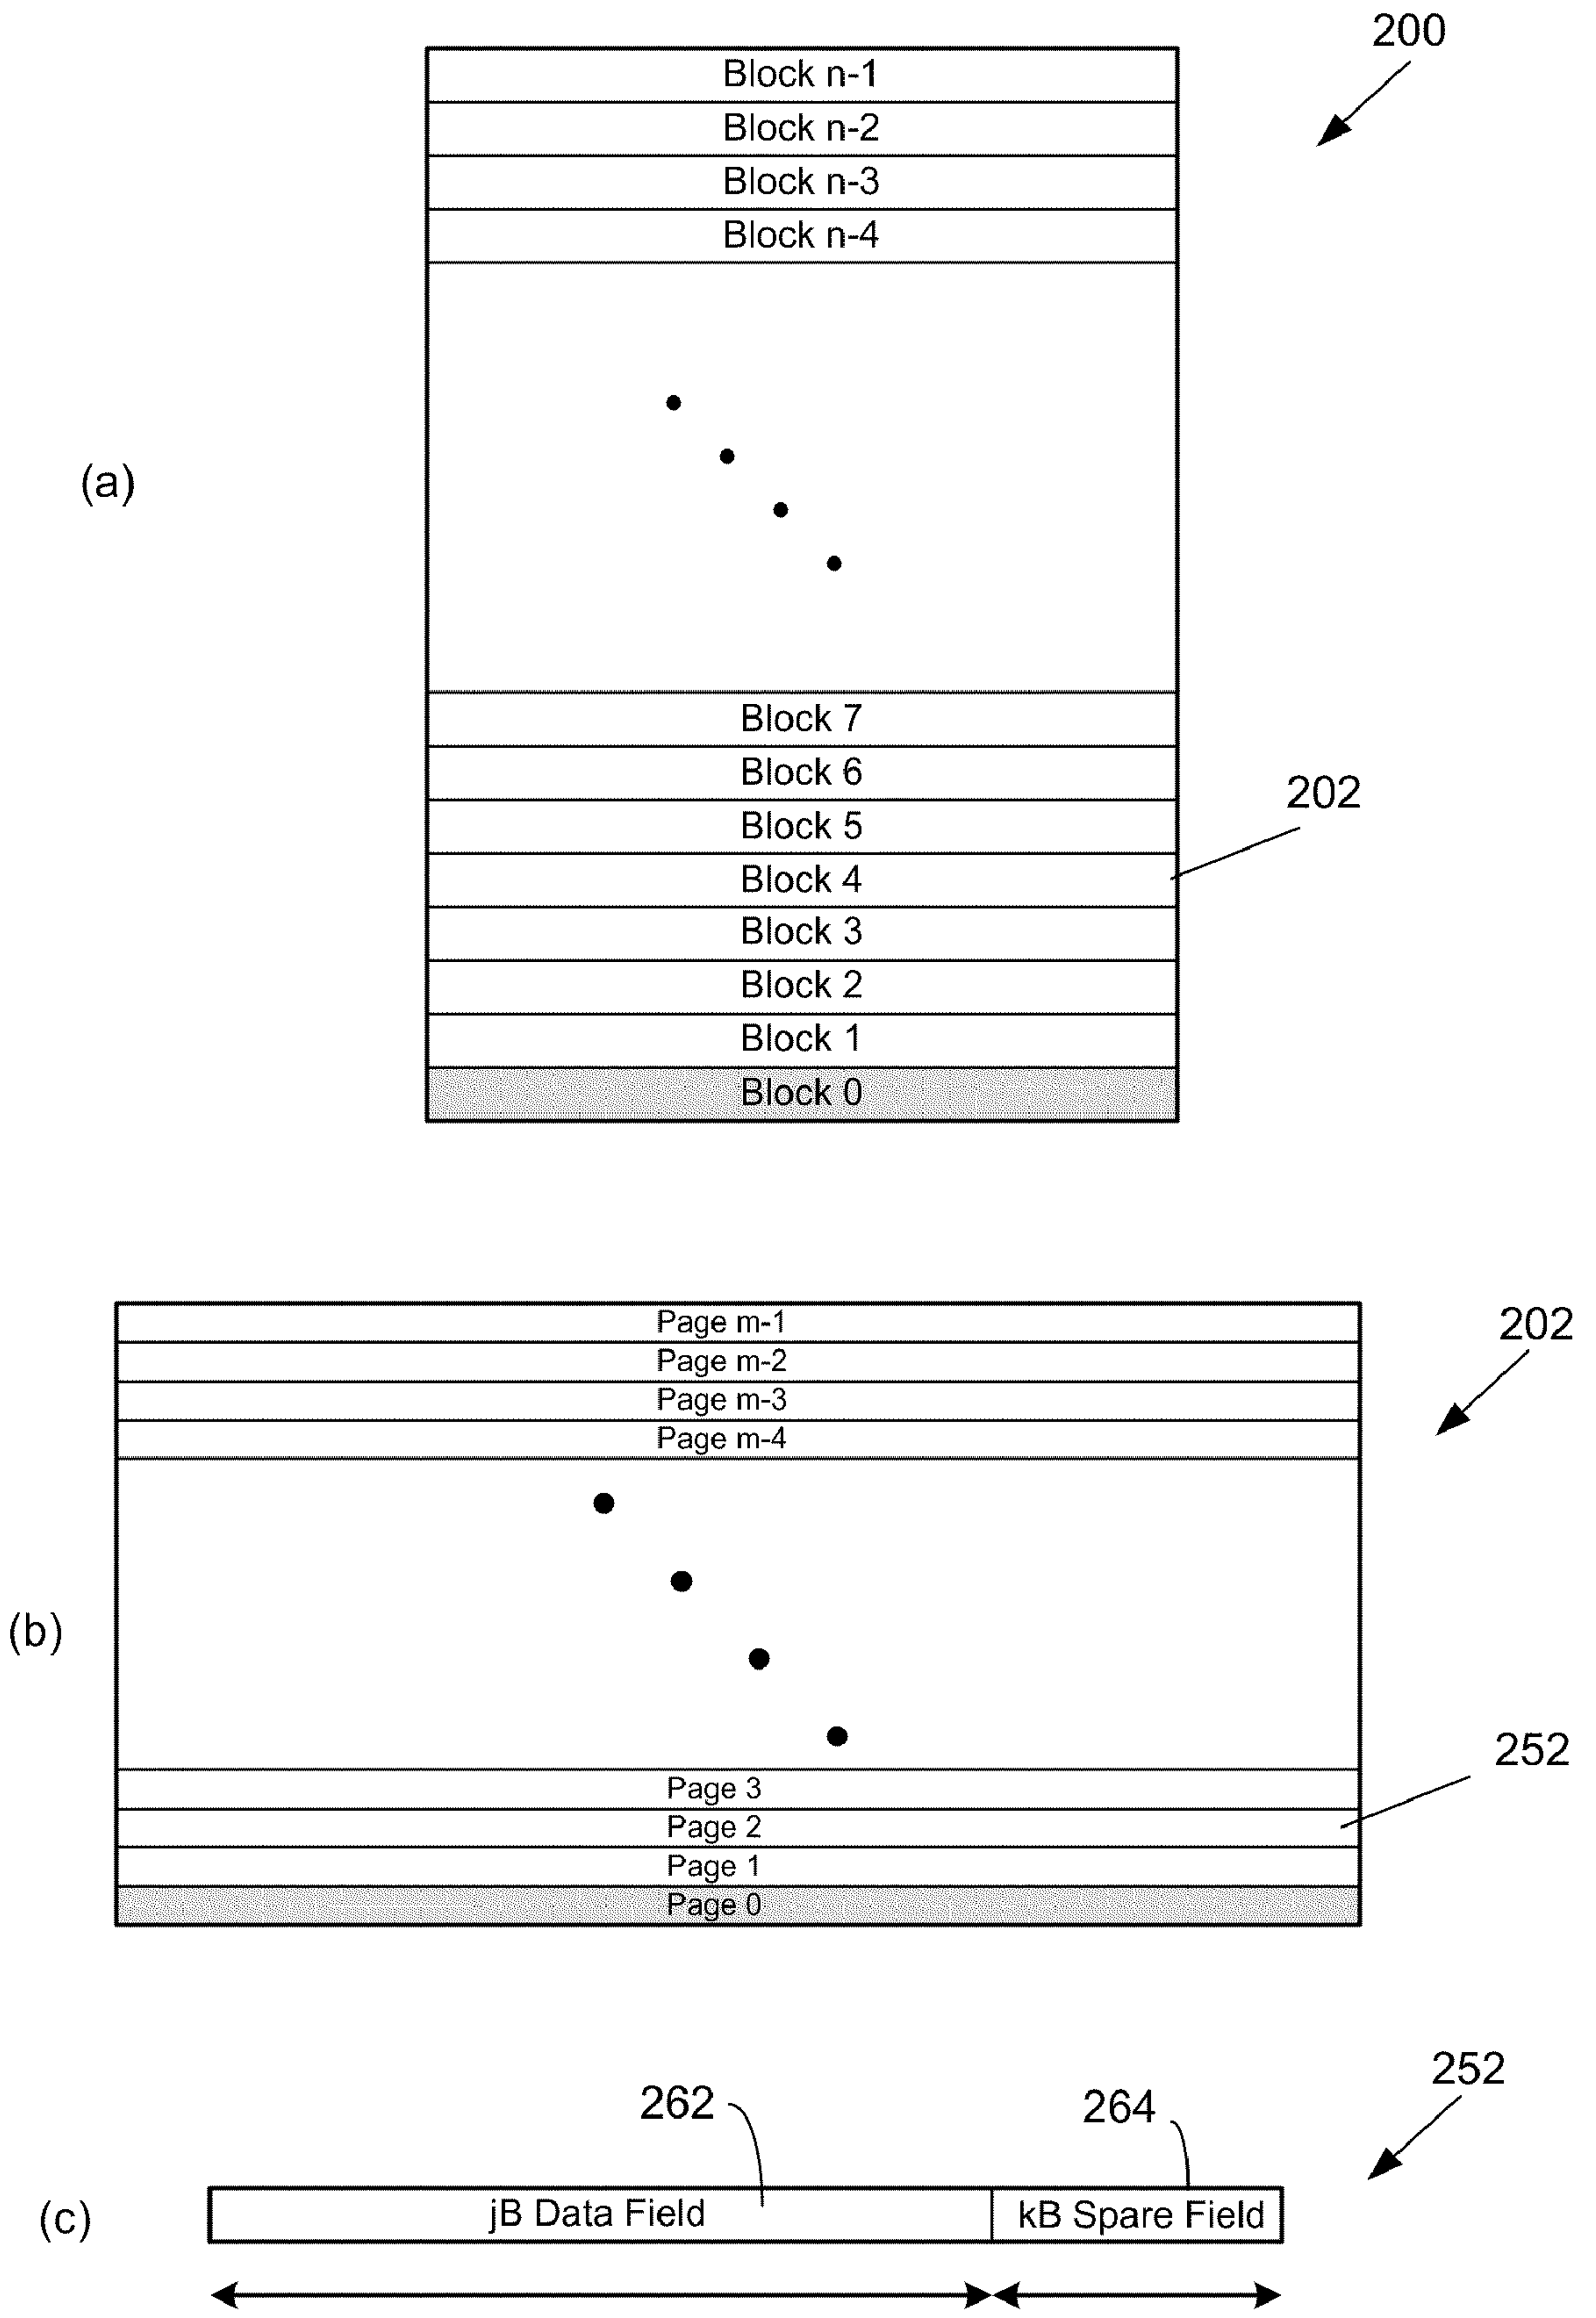 200
Block n-1
Block n-2
Block n-3
Block n-4
(a)
Block 7
Block 6
202
Block 5
Block 4
Block 3
Block 2
Block 1
Block 0
Page m-1
202
Page m-2
Page m-3
Page m-4
(b)
252
Page 3
Page 2
Page 1
Page 0
252
262
264
(c)
jB Data Field
kB Spare Field